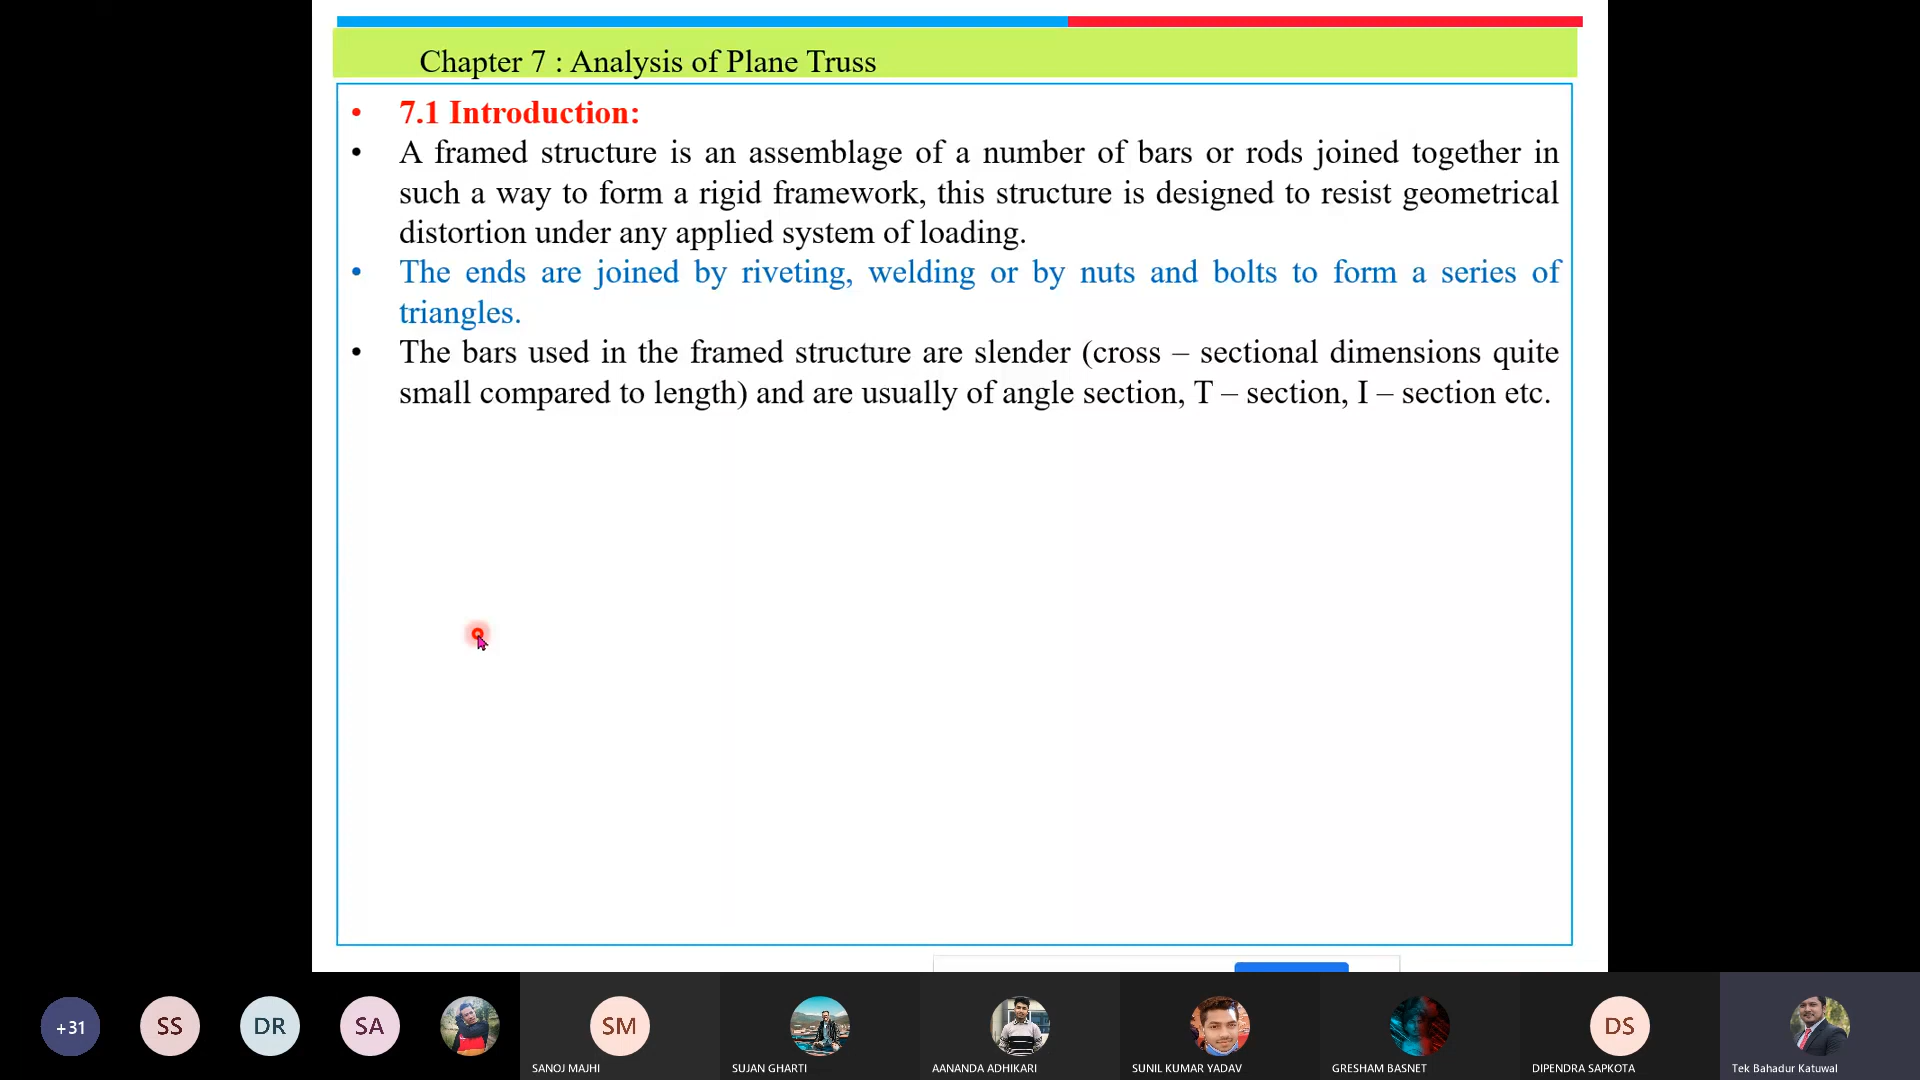 Chapter 7 : Analysis of Plane Truss
• 7.1 Introduction:
• A framed structure is an assemblage of a number of bars or rods joined together in
such a way to form a rigid framework, this structure is designed to resist geometrical
distortion under any applied system of loading.
• The ends are joined by riveting, welding or by nuts and bolts to form a series of
triangles.
• The bars used in the framed structure are slender (cross – sectional dimensions quite
small compared to length) and are usually of angle section, T – section, I – section etc.
+31
SS
DR
SA
SM
DS
SANOJ MAJHI
SUJAN GHARTI
AANANDA ADHIKARI
SUNIL KUMAR YADAV
GRESHAM BASNET
DIPENDRA SAPKOTA
Tek Bahadur Katuwal